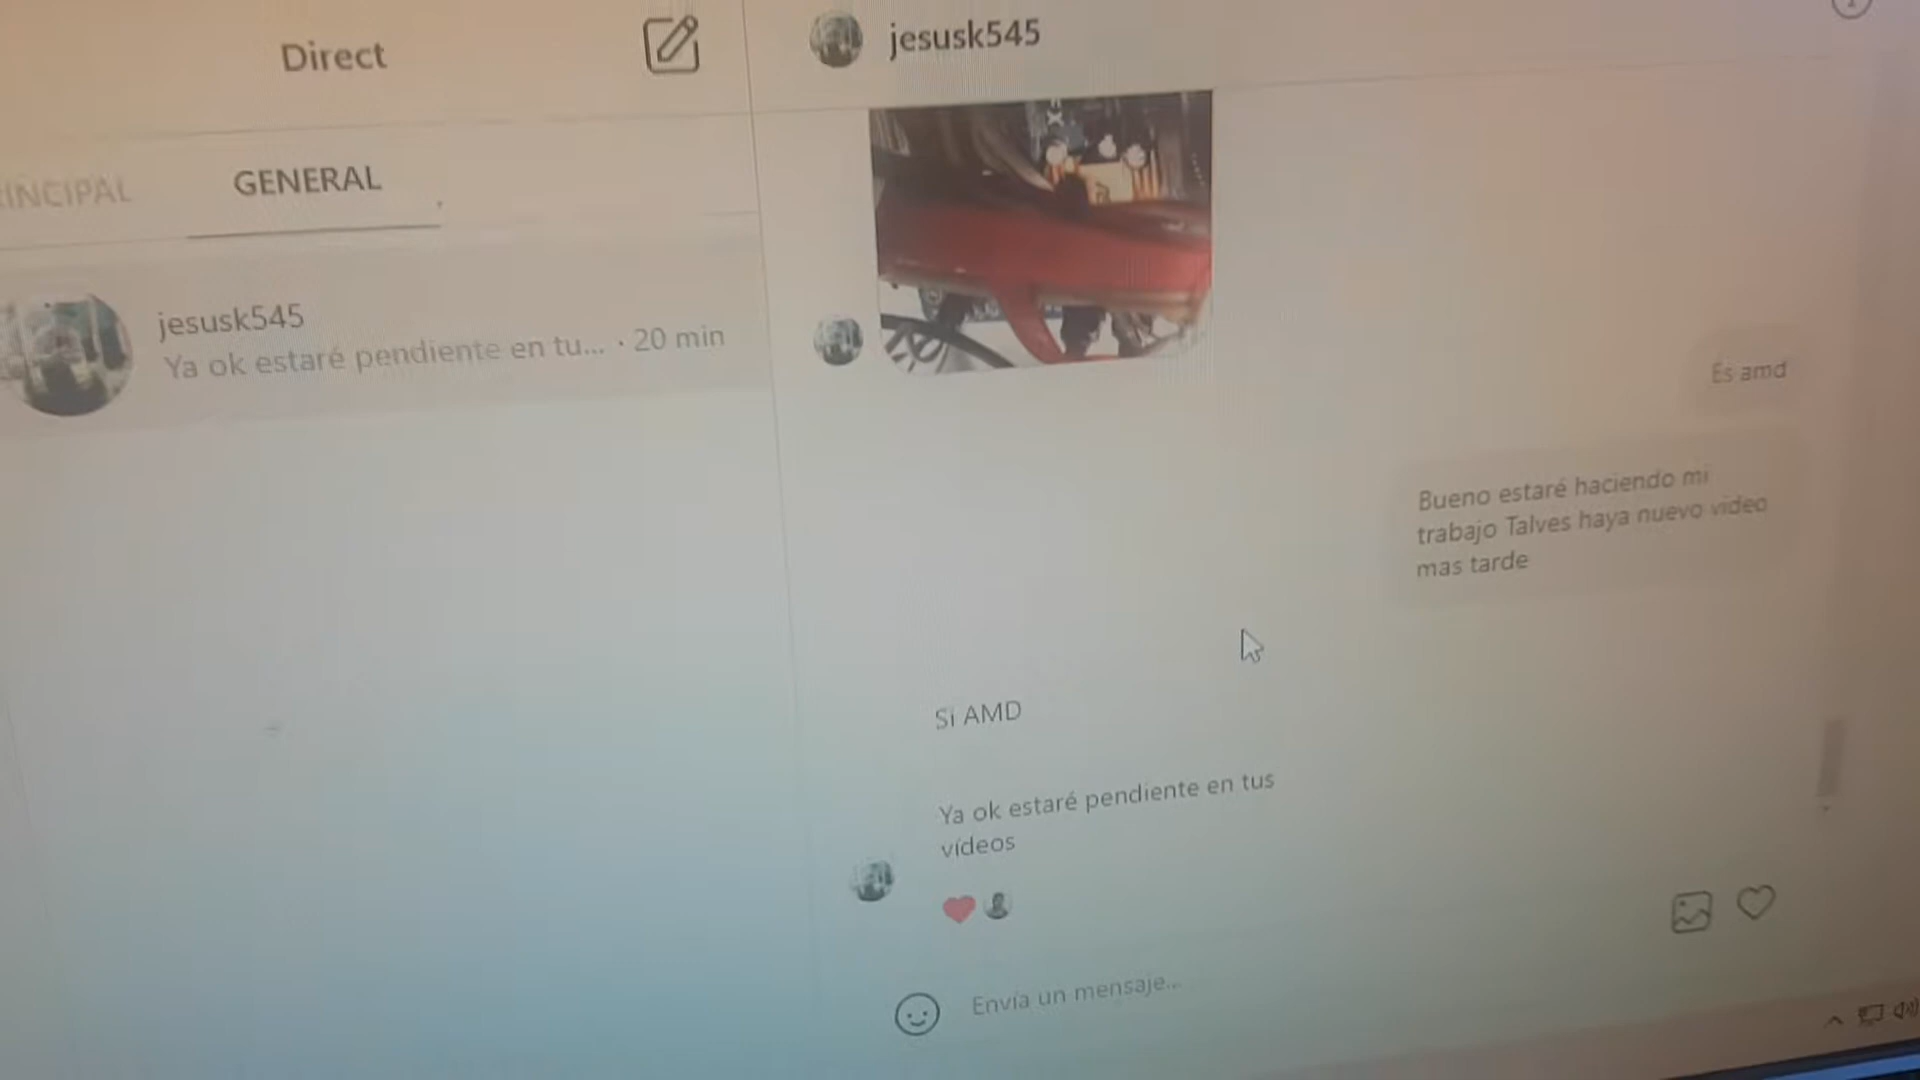 Direct
jesusk545
PRINCIPAL
GENERAL
jesusk545
Ya ok estaré pendiente en tu... · 20 min
Es amd
Bueno estaré haciendo mi
trabajo Talves haya nuevo video
mas tarde
Si AMD
Ya ok estaré pendiente en tus
vídeos
Envía un mensaje...